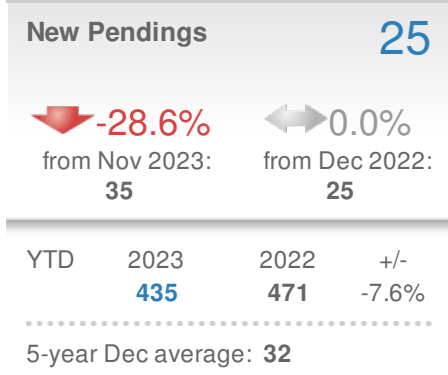 New Pendings 25
-28.6% 0.0%
from Nov 2023: from Dec 2022:
35 25
YTD 2023 2022 +/-
435 471 -7.6%
5-year Dec average: 32